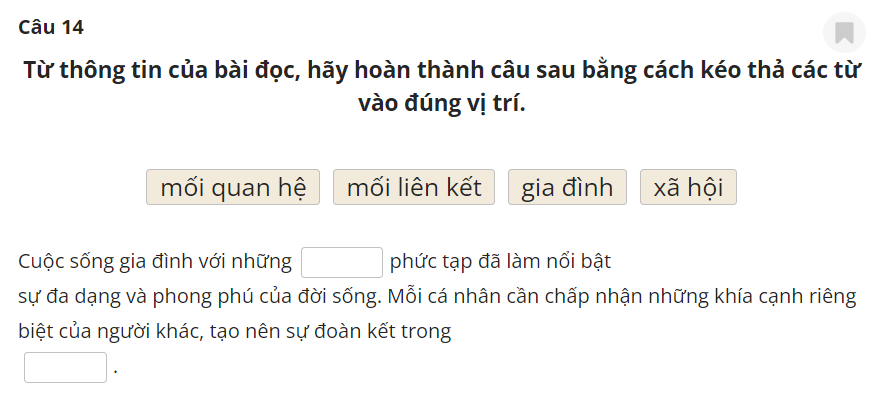 Câu 14
Từ thông tin của bài đọc, hãy hoàn thành câu sau bằng cách kéo thả các từ
vào đúng vị trí.
mối quan hệ mối liên kết gia đình xã hội
Cuộc sống gia đình với những phức tạp đã làm nổi bật
sự đa dạng và phong phú của đời sống. Mỗi cá nhân cần chấp nhận những khía cạnh riêng
biệt của người khác, tạo nên sự đoàn kết trong
.